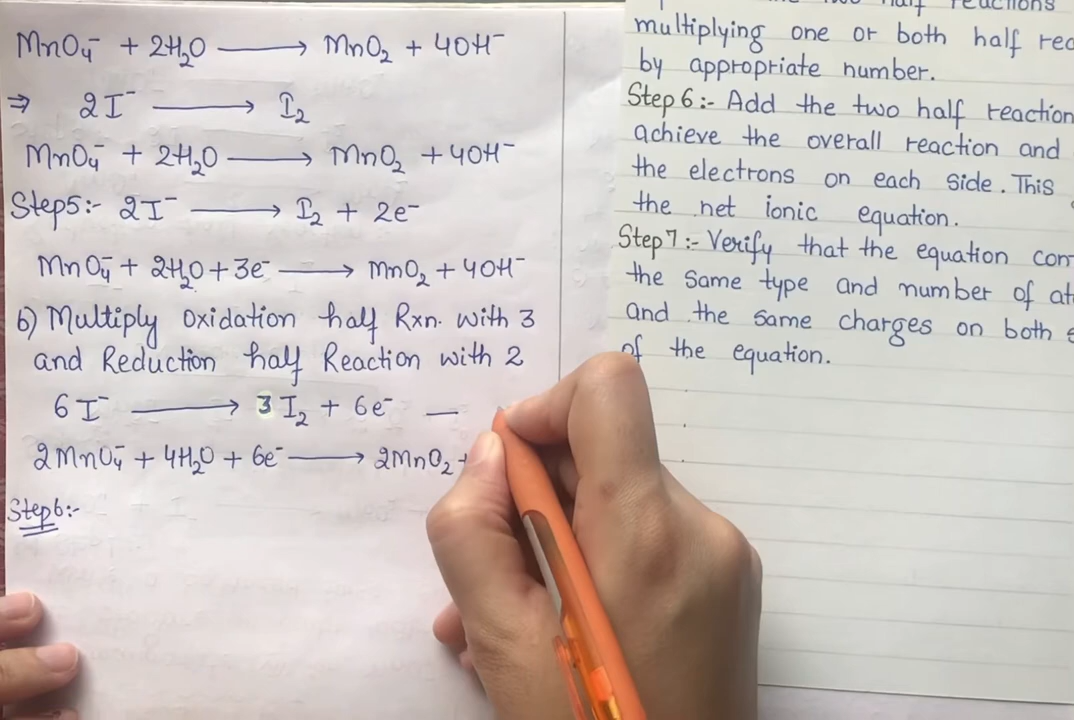 MnO₄⁻ + 2H₂O ⟶ MnO₂ + 4OH⁻
⇒ 2I⁻ ⟶ I₂
MnO₄⁻ + 2H₂O ⟶ MnO₂ + 4OH⁻
Step5:- 2I⁻ ⟶ I₂ + 2e⁻
MnO₄⁻ + 2H₂O + 3e⁻ ⟶ MnO₂ + 4OH⁻
b) Multiply oxidation half Rxn. with 3
and Reduction half Reaction with 2
6I⁻ ⟶ 3I₂ + 6e⁻ —
2MnO₄⁻ + 4H₂O + 6e⁻ ⟶ 2MnO₂ +
Step6:-
half reactions
multiplying one or both half
by appropriate number.
Step 6:- Add the two half reaction
achieve the overall reaction and
the electrons on each side. This
the net ionic equation.
Step 7:- Verify that the equation
the same type and number of
and the same charges on both
of the equation.